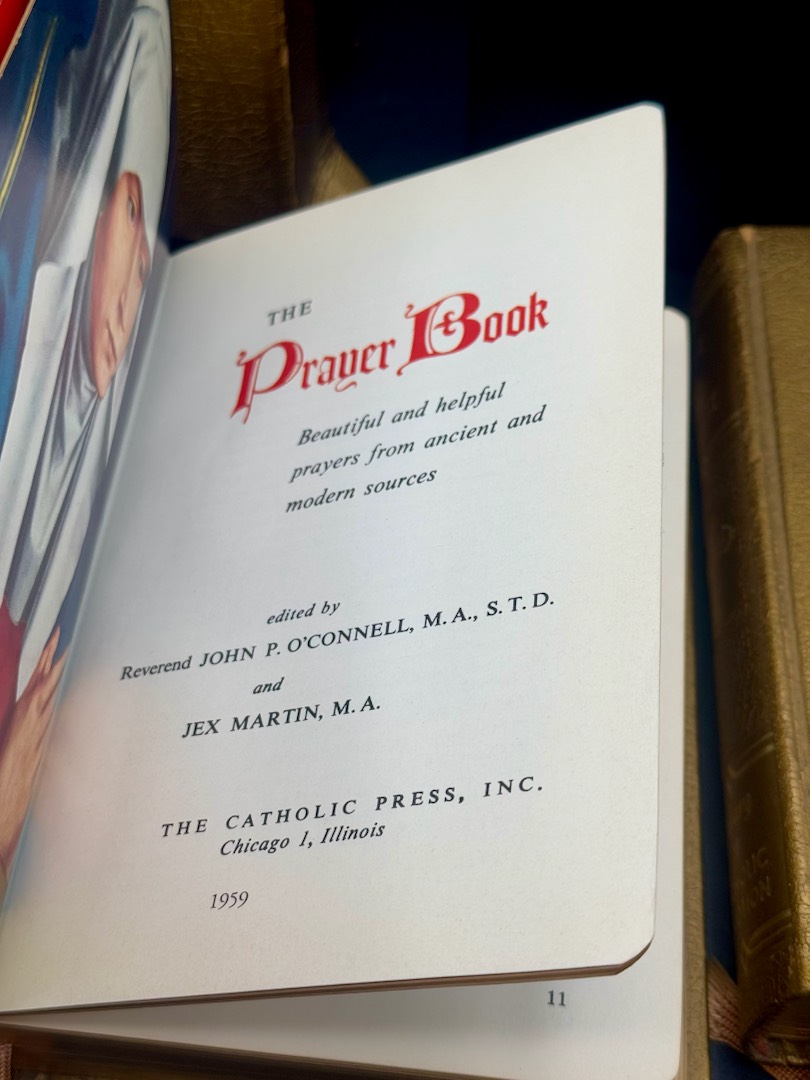 THE
Prayer Book
Beautiful and helpful
prayers from ancient and
modern sources
edited by
Reverend JOHN P. O'CONNELL, M.A., S.T.D.
and
JEX MARTIN, M.A.
THE CATHOLIC PRESS, INC.
Chicago 1, Illinois
1959
11